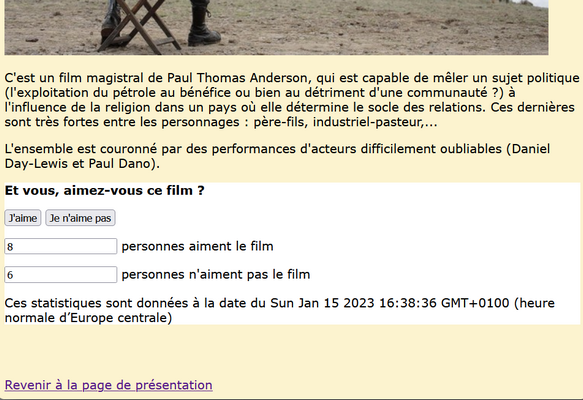 C'est un film magistral de Paul Thomas Anderson, qui est capable de mêler un sujet politique
(l'exploitation du pétrole au bénéfice ou bien au détriment d'une communauté ?) à
l'influence de la religion dans un pays où elle détermine le socle des relations. Ces dernières
sont très fortes entre les personnages : père-fils, industriel-pasteur,...
L'ensemble est couronné par des performances d'acteurs difficilement oubliables (Daniel
Day-Lewis et Paul Dano).
Et vous, aimez-vous ce film ?
J'aime Je n'aime pas
8 personnes aiment le film
6 personnes n'aiment pas le film
Ces statistiques sont données à la date du Sun Jan 15 2023 16:38:36 GMT+0100 (heure
normale d’Europe centrale)
Revenir à la page de présentation